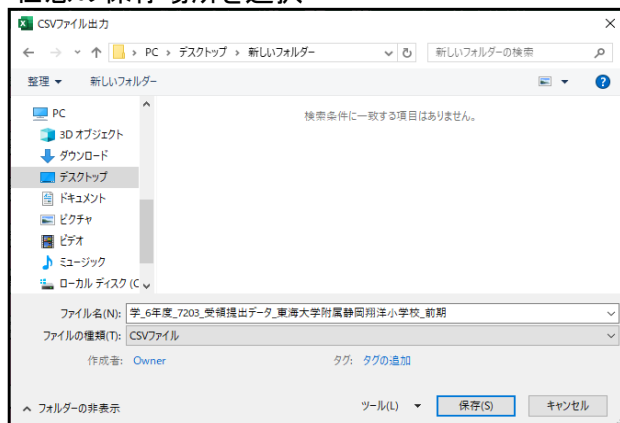 任意の保存場所を選択
CSVファイル出力
PC › デスクトップ › 新しいフォルダー
新しいフォルダーの検索
整理 新しいフォルダー
PC
検索条件に一致する項目はありません。
3D オブジェクト
ダウンロード
デスクトップ
ドキュメント
ピクチャ
ビデオ
ミュージック
ローカル ディスク (C
ファイル名(N): 学_6年度_7203_受領提出データ_東海大学付属静岡翔洋小学校_前期
ファイルの種類(T): CSVファイル
作成者: Owner タグ: タグの追加
フォルダーの非表示 ツール(L) 保存(S) キャンセル